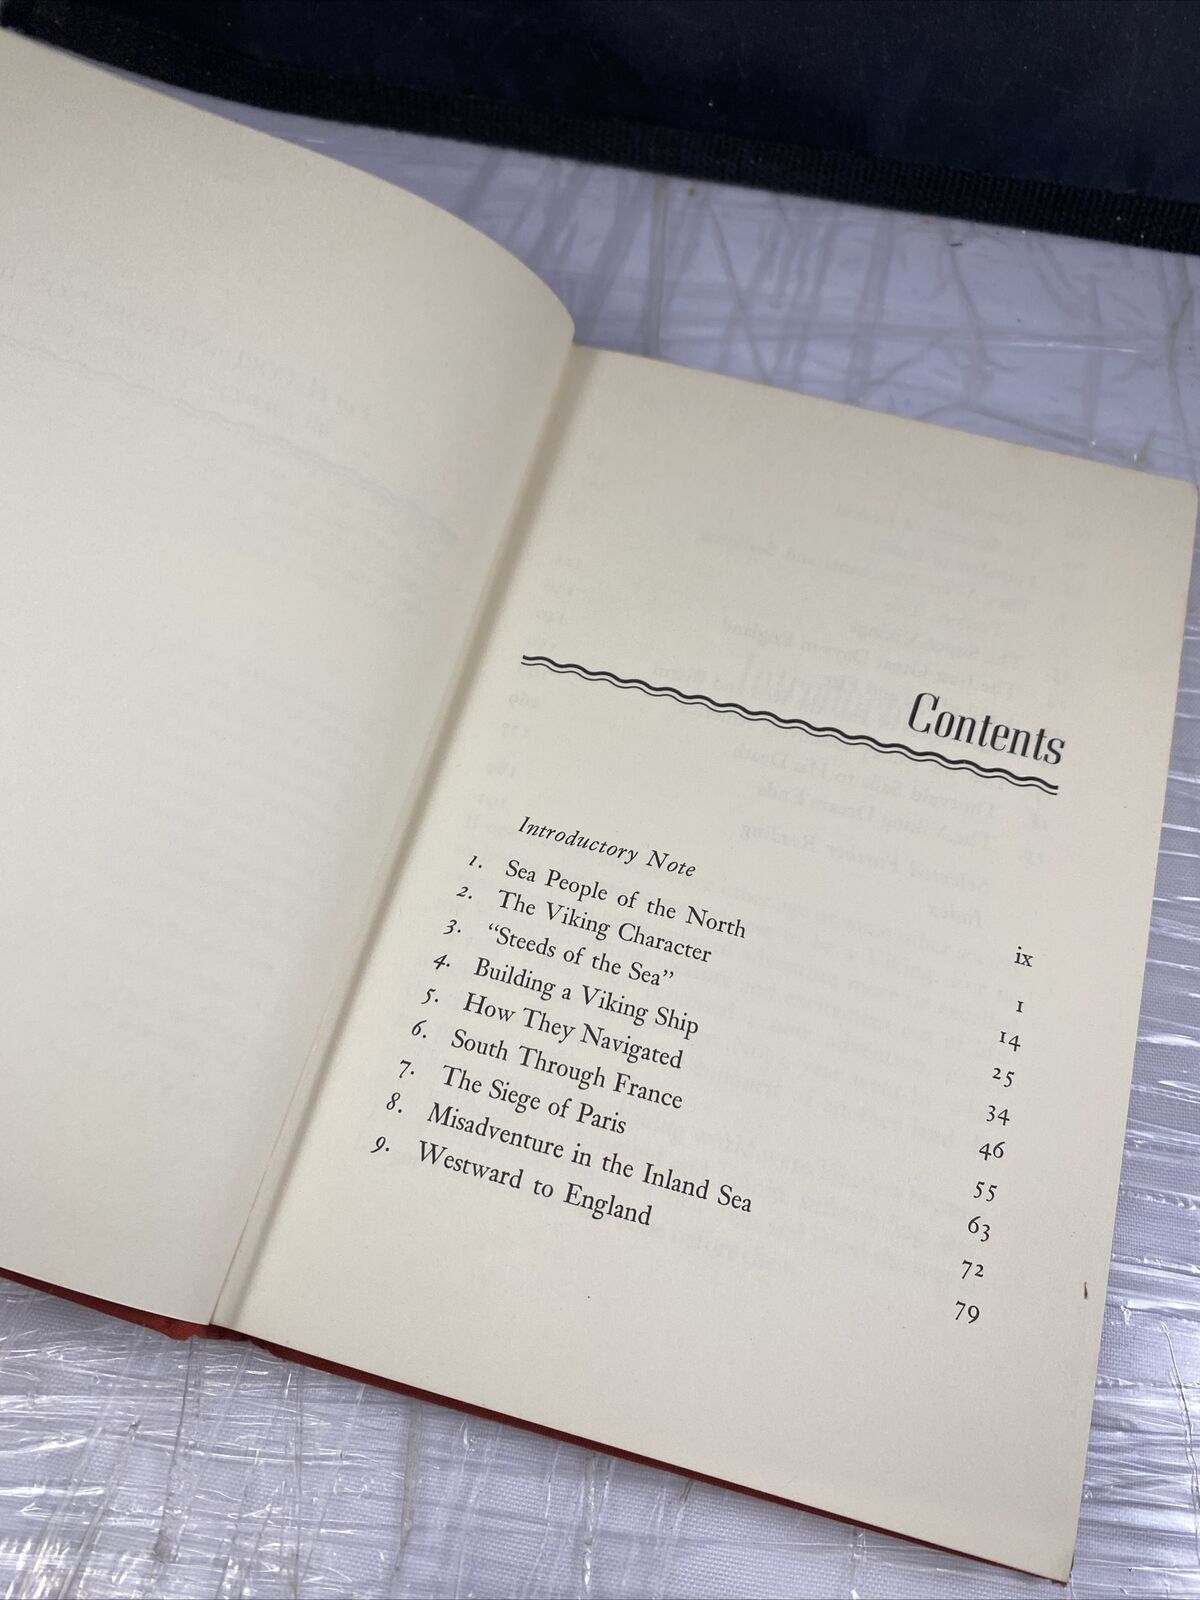 Contents
Introductory Note ix
1. Sea People of the North 1
2. The Viking Character 14
3. "Steeds of the Sea" 25
4. Building a Viking Ship 34
5. How They Navigated 46
6. South Through France 55
7. The Siege of Paris 63
8. Misadventure in the Inland Sea 72
9. Westward to England 79